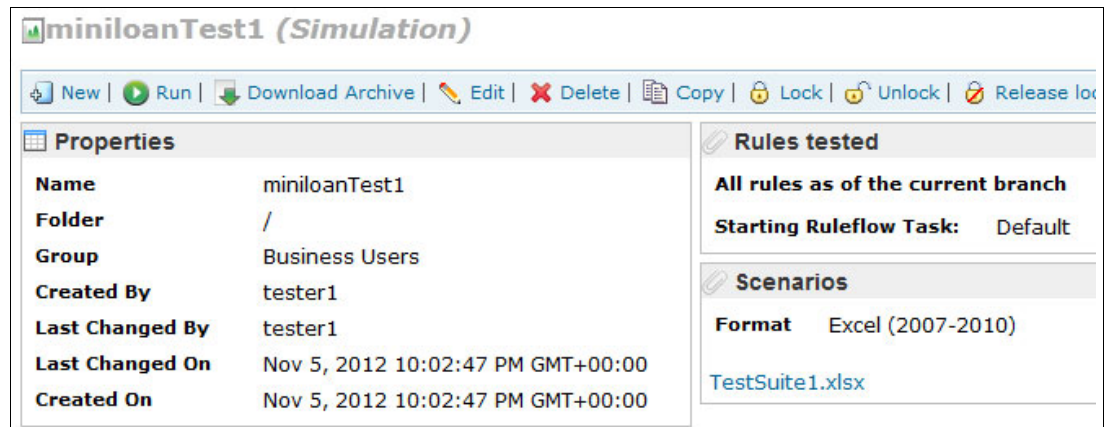 miniloanTest1 (Simulation)
New | Run | Download Archive | Edit | Delete | Copy | Lock | Unlock | Release
Properties
Name miniloanTest1
Folder /
Group Business Users
Created By tester1
Last Changed By tester1
Last Changed On Nov 5, 2012 10:02:47 PM GMT+00:00
Created On Nov 5, 2012 10:02:47 PM GMT+00:00
Rules tested
All rules as of the current branch
Starting Ruleflow Task: Default
Scenarios
Format Excel (2007-2010)
TestSuite1.xlsx